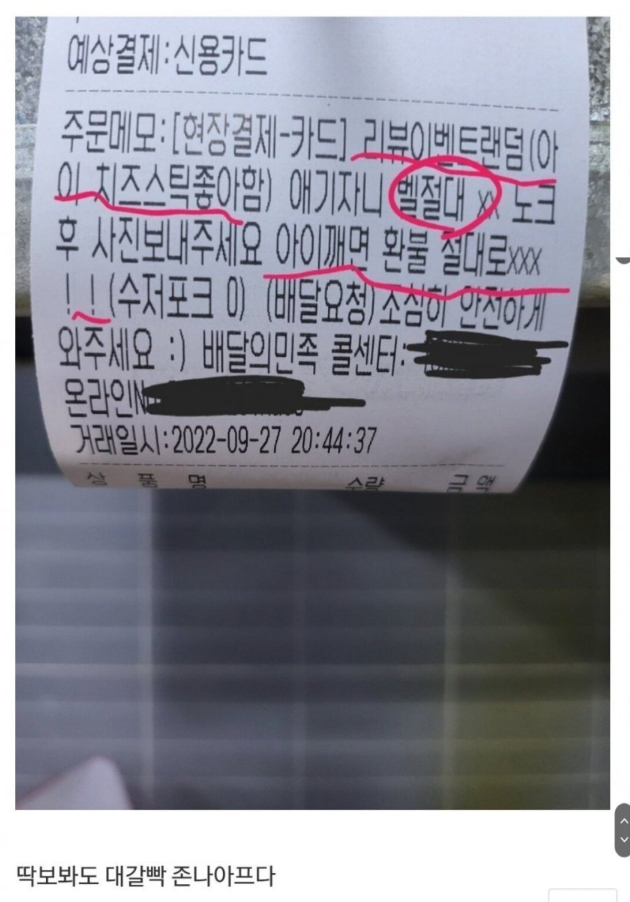 예상결제:신용카드
주문메모:[현장결제-카드] 리뷰이벤트랜덤(아
이 치즈스틱좋아함) 애기자니 벨절대 xx 노크
후 사진보내주세요 아이깨면 환불 절대로xxx
!!(수저포크 0) (배달요청)조심히 안전하게
와주세요 :) 배달의민족 콜센터:
온라인N
거래일시:2022-09-27 20:44:37
상 품 명 수량 금액
딱보봐도 대갈빡 존나아프다